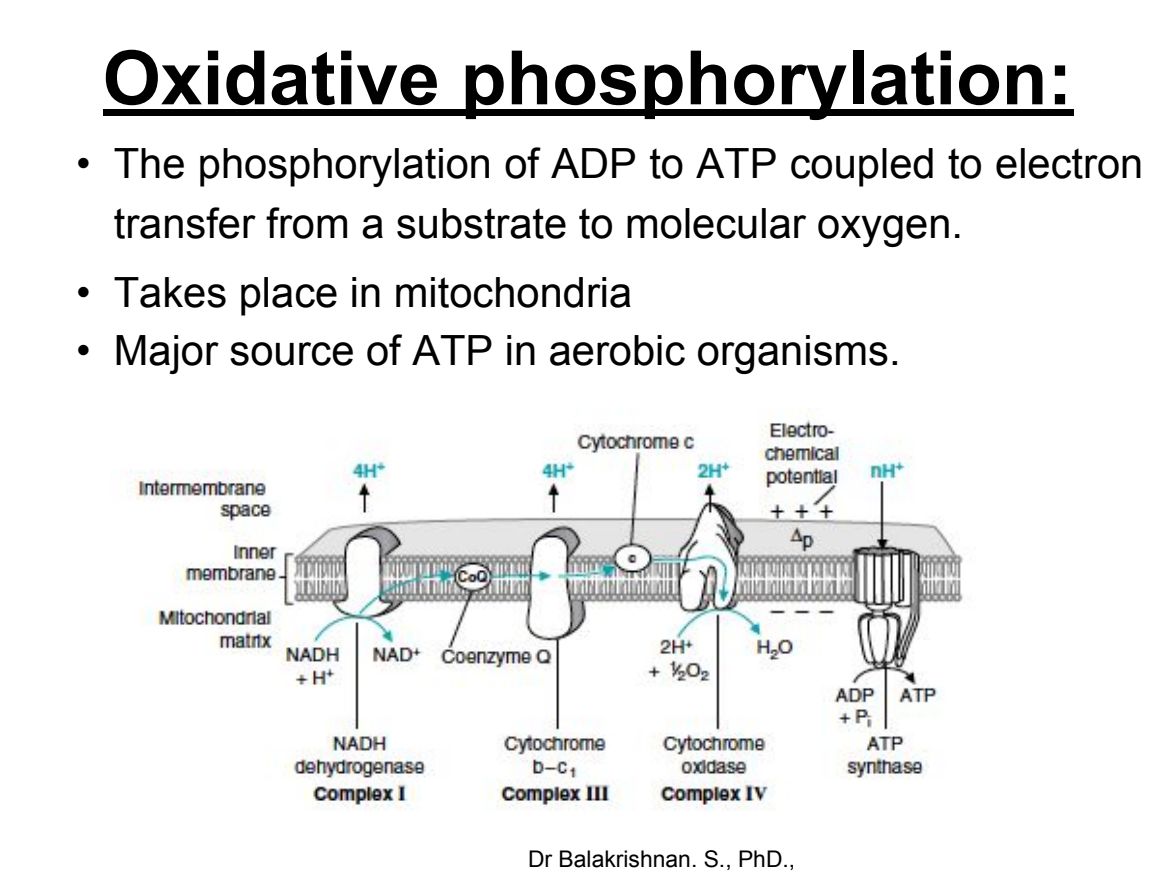 Oxidative phosphorylation:
• The phosphorylation of ADP to ATP coupled to electron
transfer from a substrate to molecular oxygen.
• Takes place in mitochondria
• Major source of ATP in aerobic organisms.
Intermembrane
space
Inner
membrane
Mitochondrial
matrix
4H⁺
4H⁺
Cytochrome c
2H⁺
Electro-
chemical
potential
nH⁺
+ + +
Δp
– – –
CoQ
c
NADH
+ H⁺
NAD⁺
Coenzyme Q
2H⁺
+ ½O₂
H₂O
ADP
+ Pᵢ
ATP
NADH
dehydrogenase
Complex I
Cytochrome
b–c₁
Complex III
Cytochrome
oxidase
Complex IV
ATP
synthase
Dr Balakrishnan. S., PhD.,